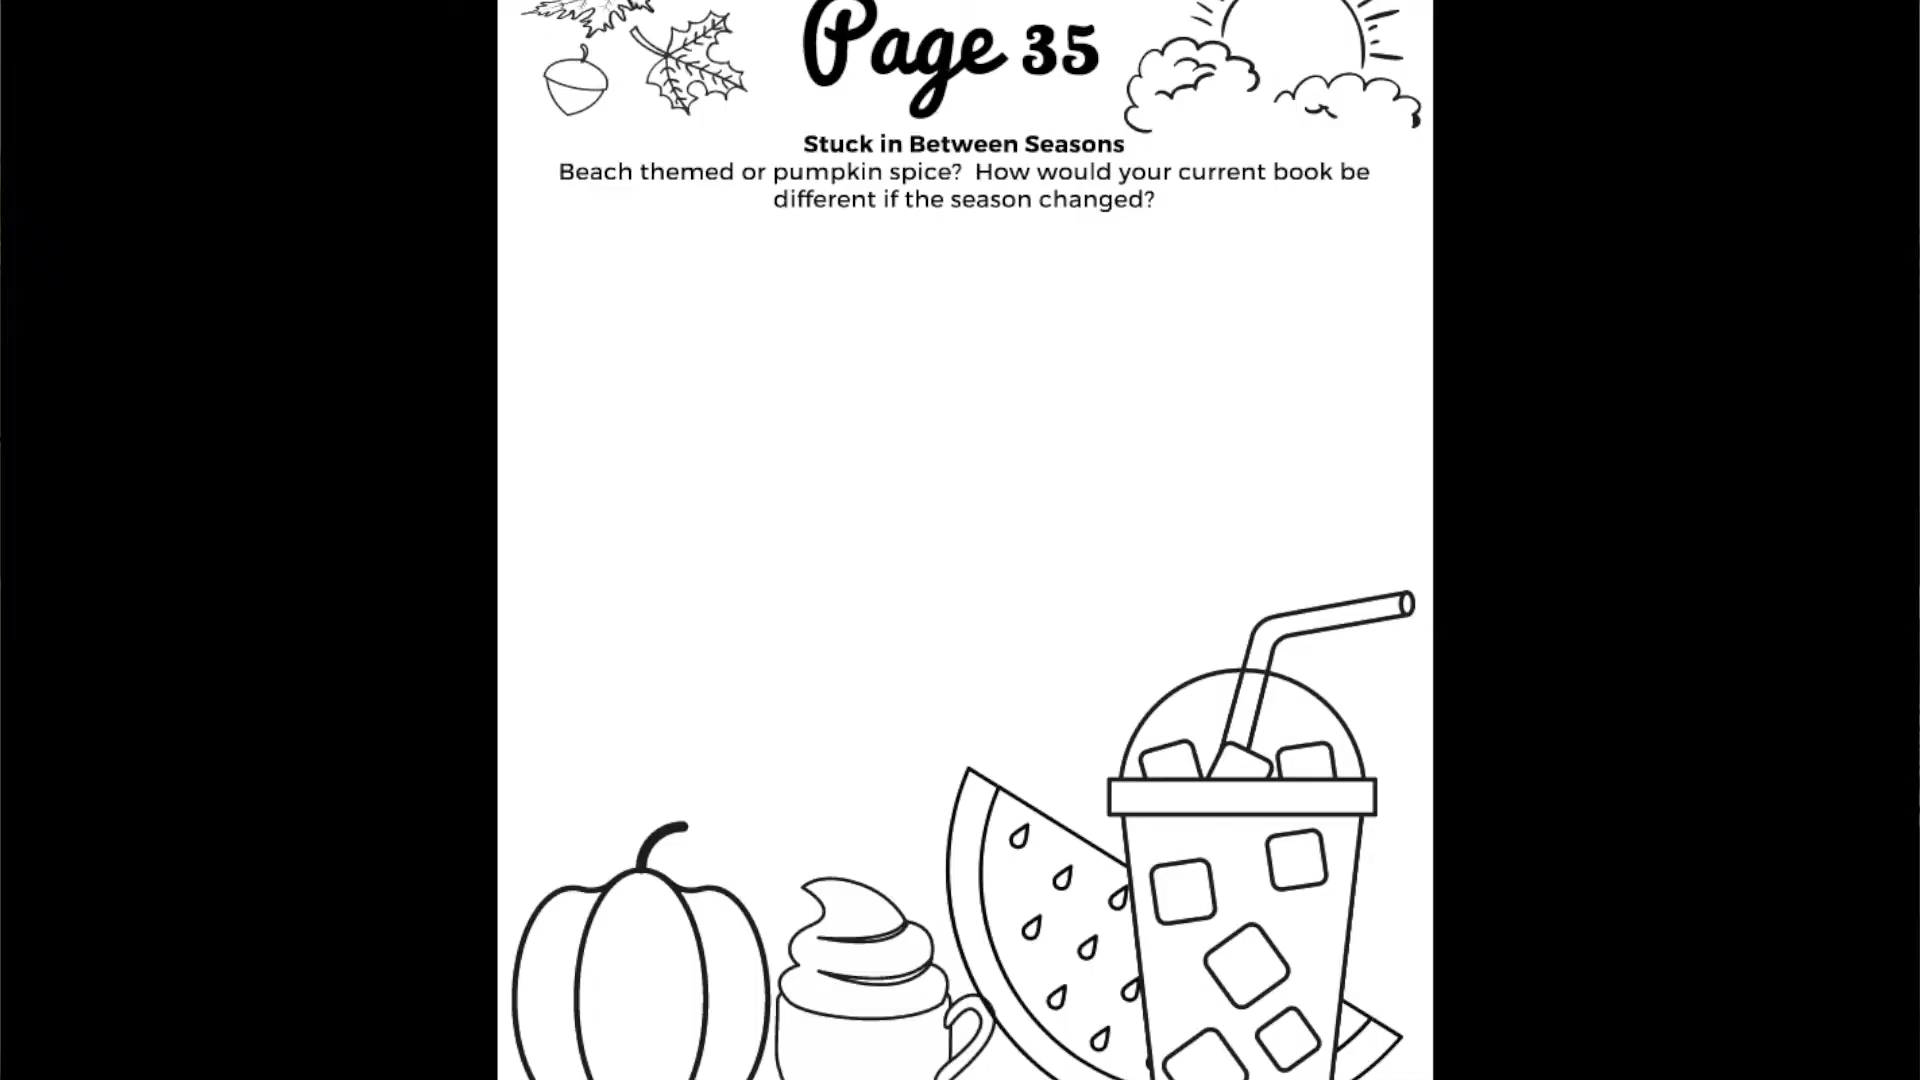 Page 35
Stuck in Between Seasons
Beach themed or pumpkin spice? How would your current book be
different if the season changed?